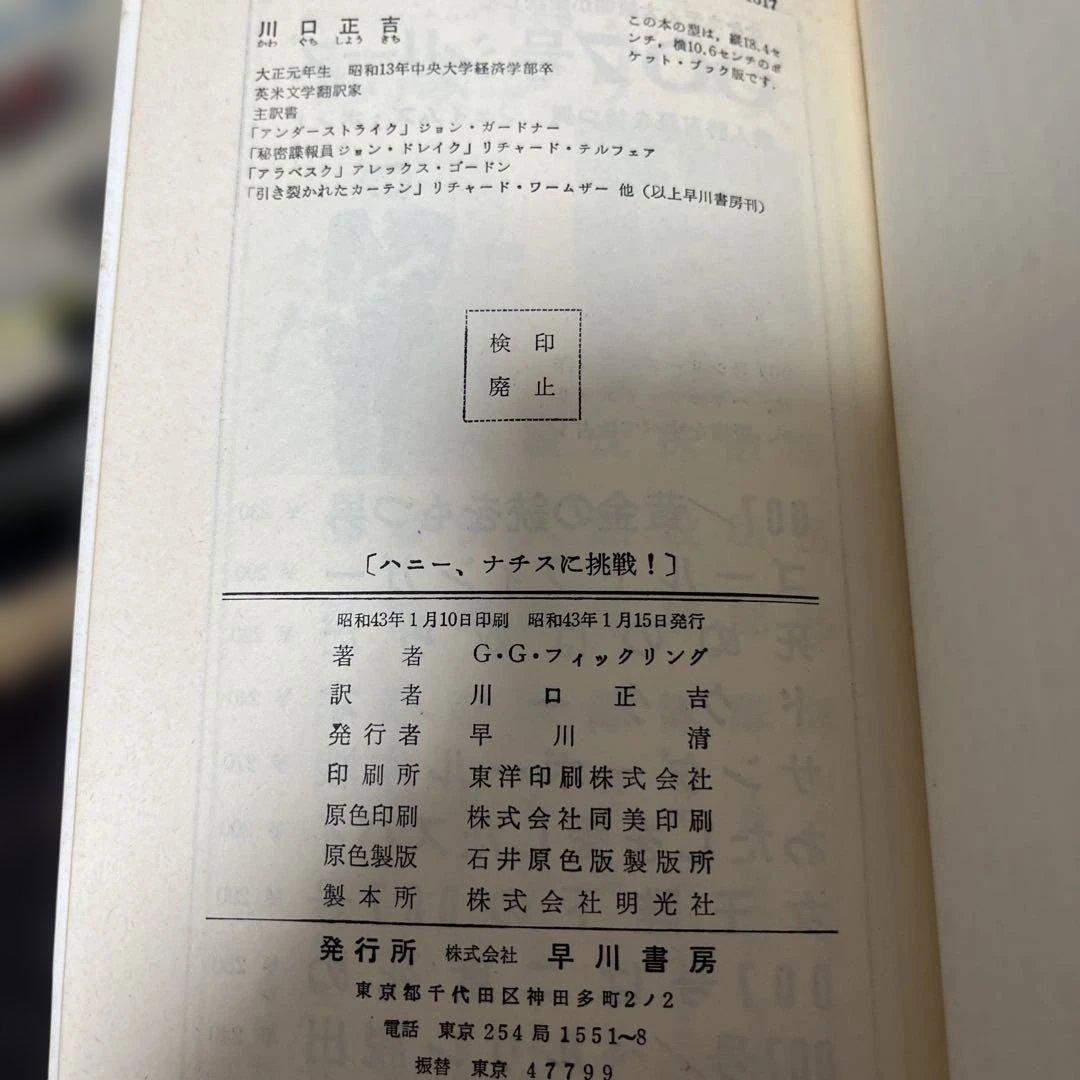 川口正吉
かわ ぐち しよう きち
大正元年生 昭和13年中央大学経済学部卒
英米文学翻訳家
主訳書
「アンダーストライク」ジョン・ガードナー
「秘密諜報員ジョン・ドレイク」リチャード・テルフェア
「アラベスク」アレックス・ゴードン
「引き裂かれたカーテン」リチャード・ワームザー 他(以上早川書房刊)
この本の型は,縦18.4セ
ンチ,横10.6センチのポ
ケット・ブック版です.
検印
廃止
〔ハニー、ナチスに挑戦!〕
昭和43年1月10日印刷 昭和43年1月15日発行
著者 G・G・フィックリング
訳者 川口正吉
発行者 早川清
印刷所 東洋印刷株式会社
原色印刷 株式会社同美印刷
原色製版 石井原色版製版所
製本所 株式会社明光社
発行所 株式会社 早川書房
東京都千代田区神田多町2ノ2
電話 東京 254局 1551~8
振替 東京 47799